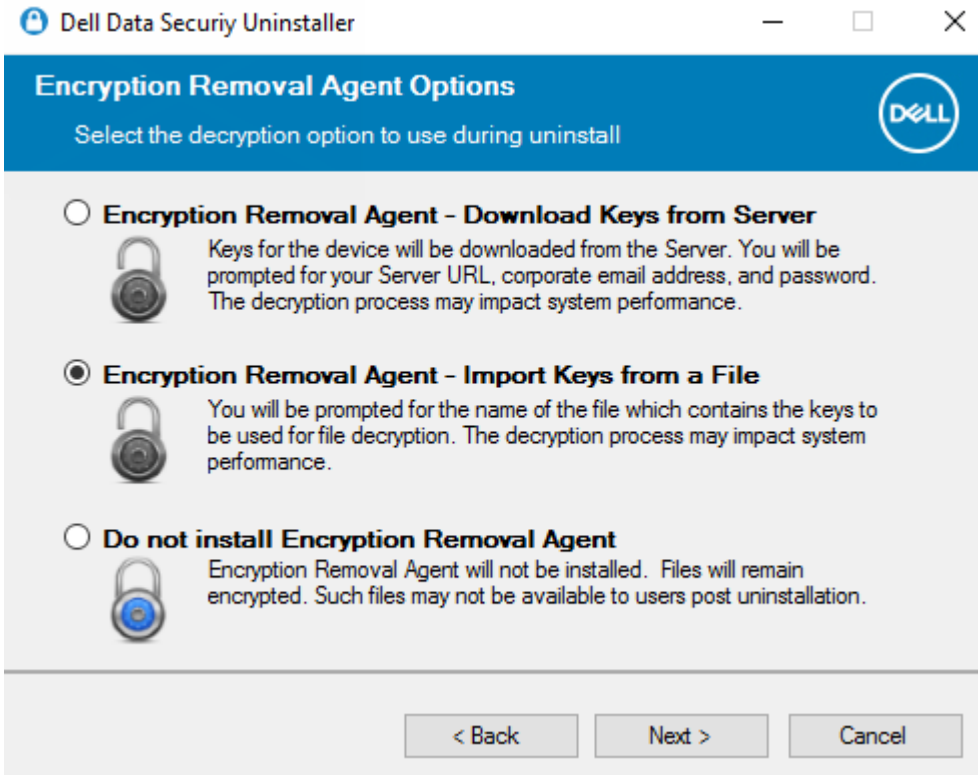 Dell Data Securiy Uninstaller
Encryption Removal Agent Options
Select the decryption option to use during uninstall
DELL
Encryption Removal Agent - Download Keys from Server
Keys for the device will be downloaded from the Server. You will be
prompted for your Server URL, corporate email address, and password.
The decryption process may impact system performance.
Encryption Removal Agent - Import Keys from a File
You will be prompted for the name of the file which contains the keys to
be used for file decryption. The decryption process may impact system
performance.
Do not install Encryption Removal Agent
Encryption Removal Agent will not be installed.  Files will remain
encrypted. Such files may not be available to users post uninstallation.
< Back
Next >
Cancel